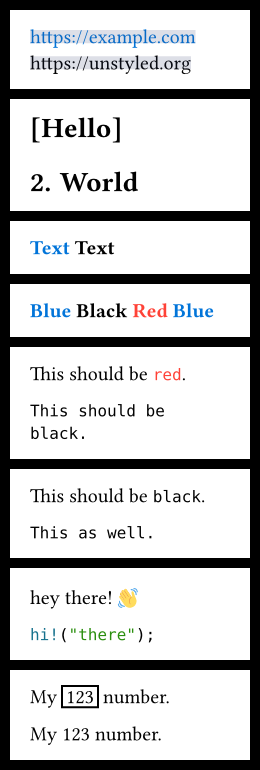 https://example.com
https://unstyled.org
[Hello]
2. World
Text Text
Blue Black Red Blue
This should be red.
This should be
black.
This should be black.
This as well.
hey there! 👋
hi!("there");
My 123 number.
My 123 number.